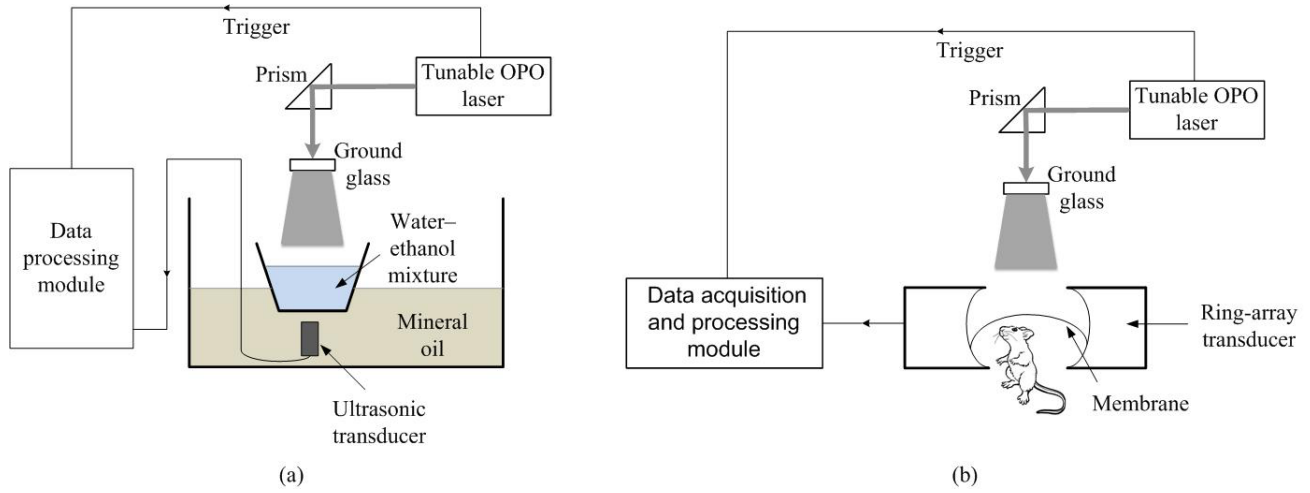 Trigger
Prism
Tunable OPO
laser
Ground
glass
Data
processing
module
Water–
ethanol
mixture
Mineral
oil
Ultrasonic
transducer
(a)
Trigger
Prism
Tunable OPO
laser
Ground
glass
Data acquisition
and processing
module
Ring-array
transducer
Membrane
(b)